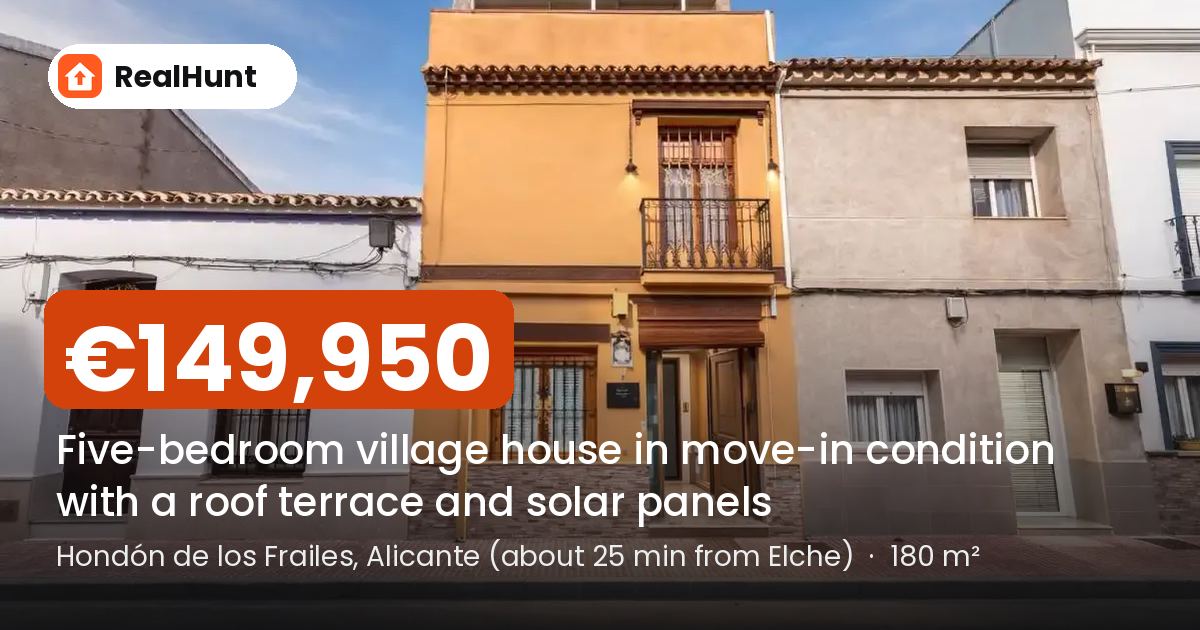 RealHunt
€149,950
Five-bedroom village house in move-in condition
with a roof terrace and solar panels
Hondón de los Frailes, Alicante (about 25 min from Elche) · 180 m²